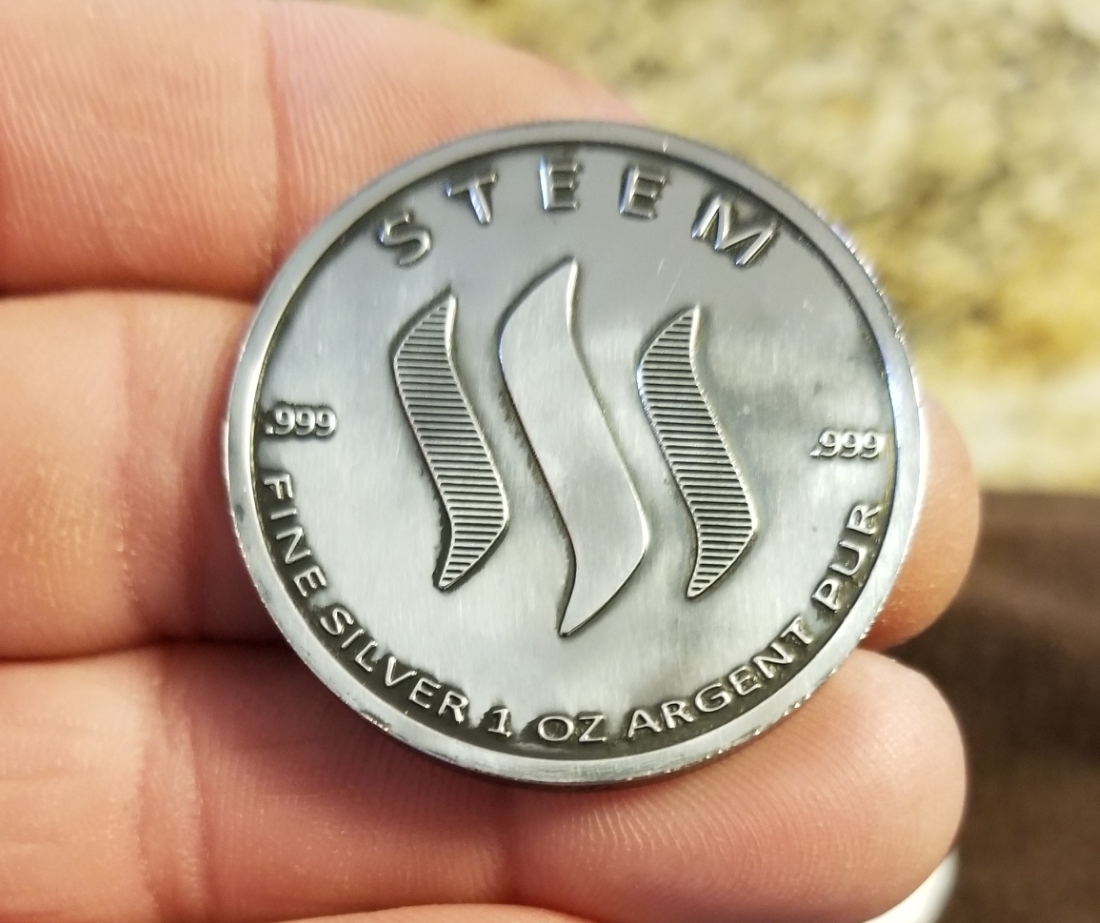 STEEM
.999
.999
FINE SILVER 1 OZ ARGENT PUR